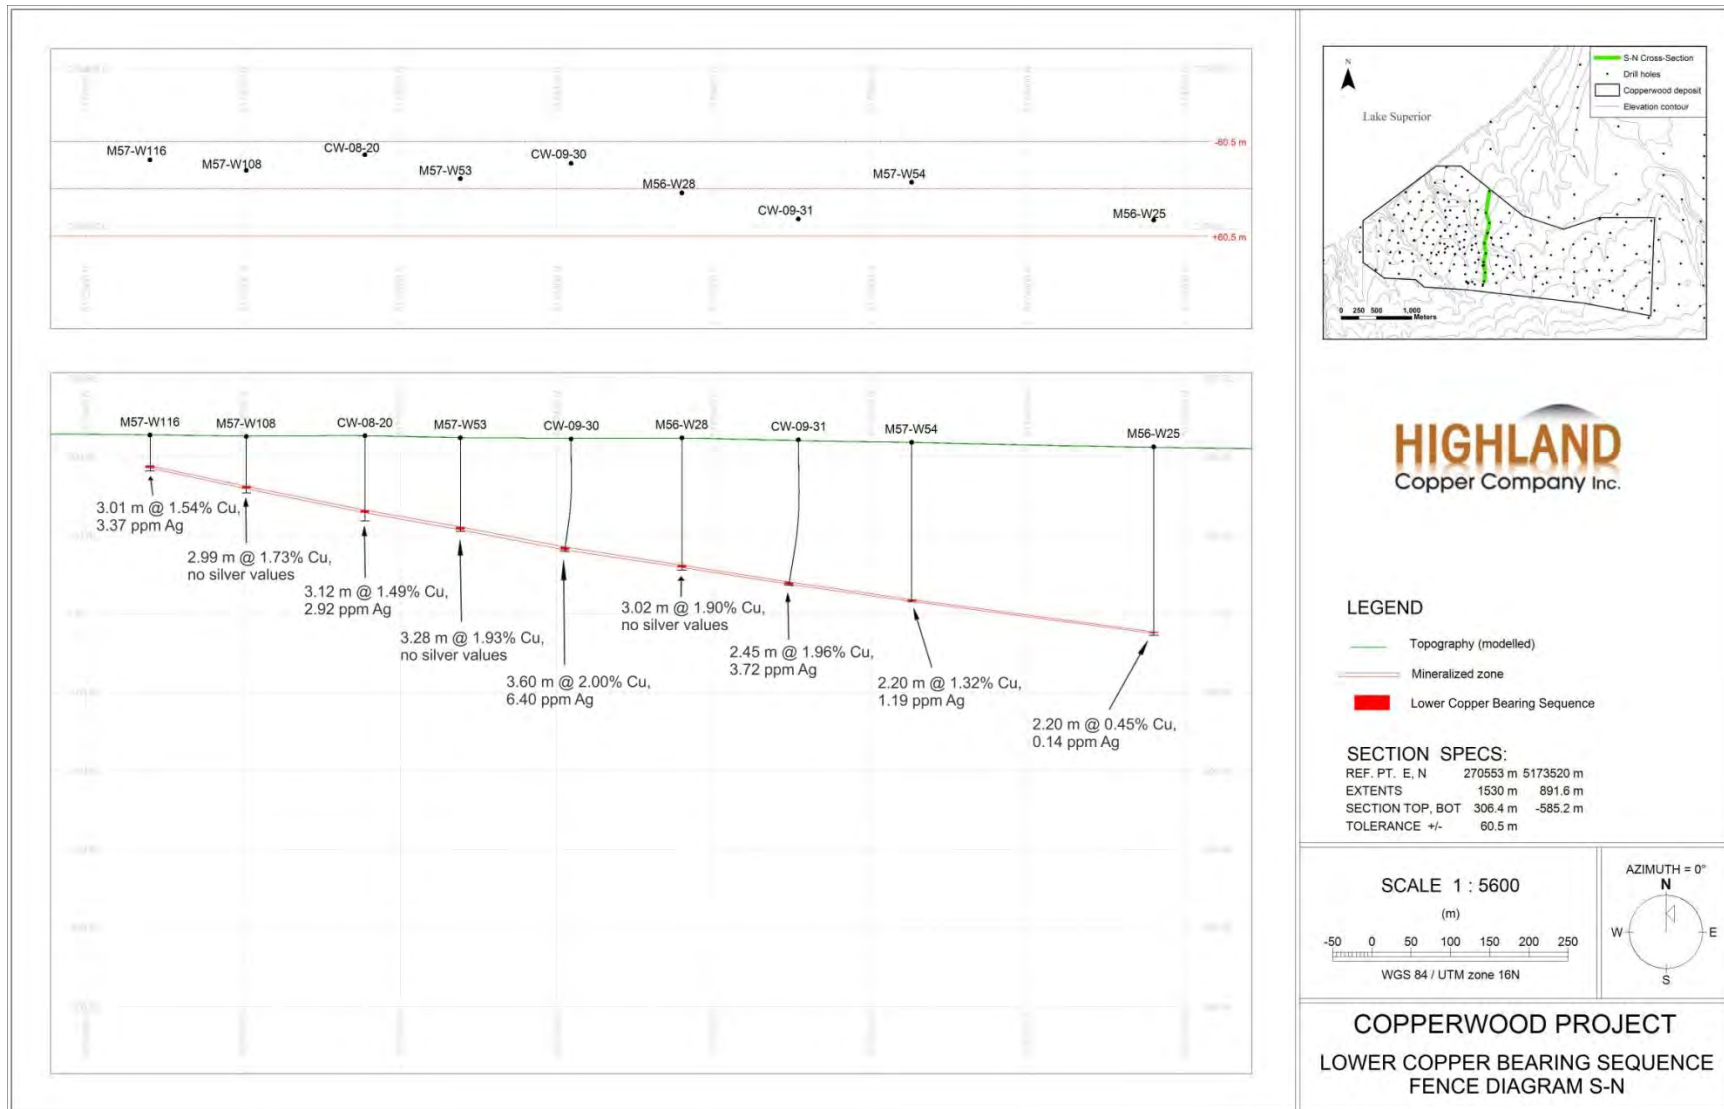 M57-W116
M57-W108
CW-08-20
M57-W53
CW-09-30
M56-W28
CW-09-31
M57-W54
M56-W25
-60.5 m
+60.5 m
M57-W116
M57-W108
CW-08-20
M57-W53
CW-09-30
M56-W28
CW-09-31
M57-W54
M56-W25
3.01 m @ 1.54% Cu,
3.37 ppm Ag
2.99 m @ 1.73% Cu,
no silver values
3.12 m @ 1.49% Cu,
2.92 ppm Ag
3.28 m @ 1.93% Cu,
no silver values
3.60 m @ 2.00% Cu,
6.40 ppm Ag
3.02 m @ 1.90% Cu,
no silver values
2.45 m @ 1.96% Cu,
3.72 ppm Ag
2.20 m @ 1.32% Cu,
1.19 ppm Ag
2.20 m @ 0.45% Cu,
0.14 ppm Ag
N
Lake Superior
S-N Cross-Section
Drill holes
Copperwood deposit
Elevation contour
0 250 500 1,000
Meters
HIGHLAND
Copper Company Inc.
LEGEND
Topography (modelled)
Mineralized zone
Lower Copper Bearing Sequence
SECTION SPECS:
REF. PT. E, N 270553 m 5173520 m
EXTENTS 1530 m 891.6 m
SECTION TOP, BOT 306.4 m -585.2 m
TOLERANCE +/- 60.5 m
SCALE 1 : 5600
(m)
-50 0 50 100 150 200 250
WGS 84 / UTM zone 16N
AZIMUTH = 0°
N
W E
S
COPPERWOOD PROJECT
LOWER COPPER BEARING SEQUENCE
FENCE DIAGRAM S-N